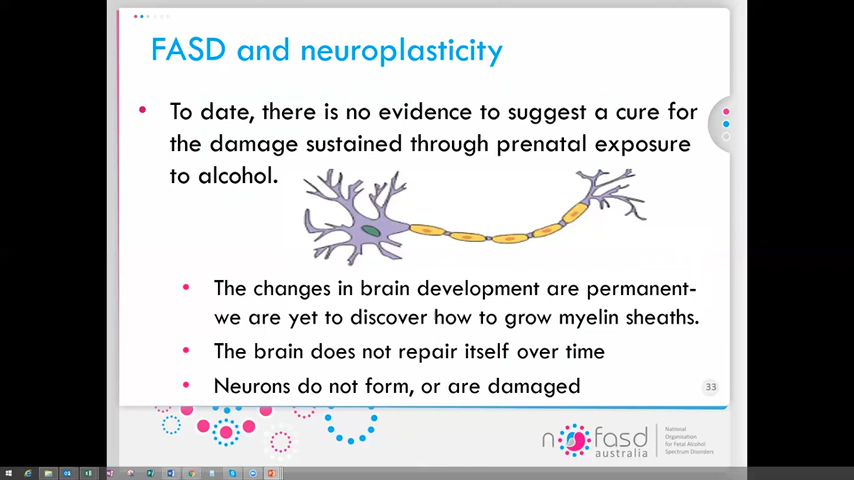 FASD and neuroplasticity
• To date, there is no evidence to suggest a cure for
the damage sustained through prenatal exposure
to alcohol.
• The changes in brain development are permanent-
we are yet to discover how to grow myelin sheaths.
• The brain does not repair itself over time
• Neurons do not form, or are damaged
33
nofasd
australia
National
Organisation
for Fetal Alcohol
Spectrum Disorders